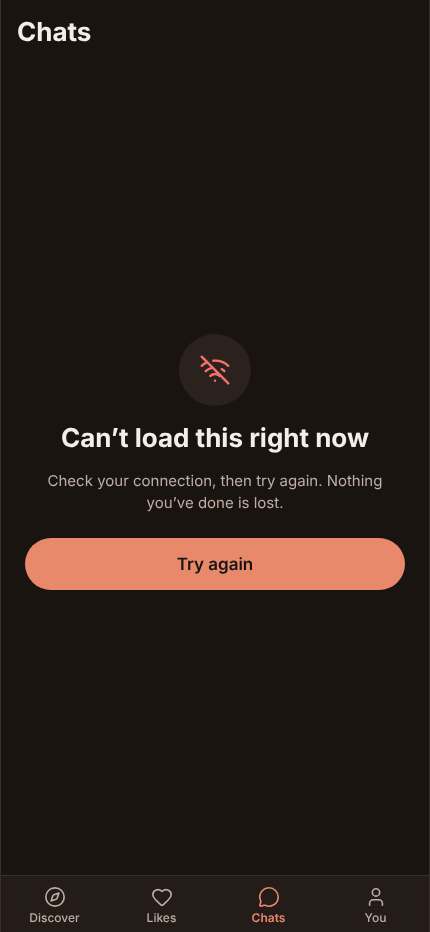 Chats
Can’t load this right now
Check your connection, then try again. Nothing
you’ve done is lost.
Try again
Discover
Likes
Chats
You